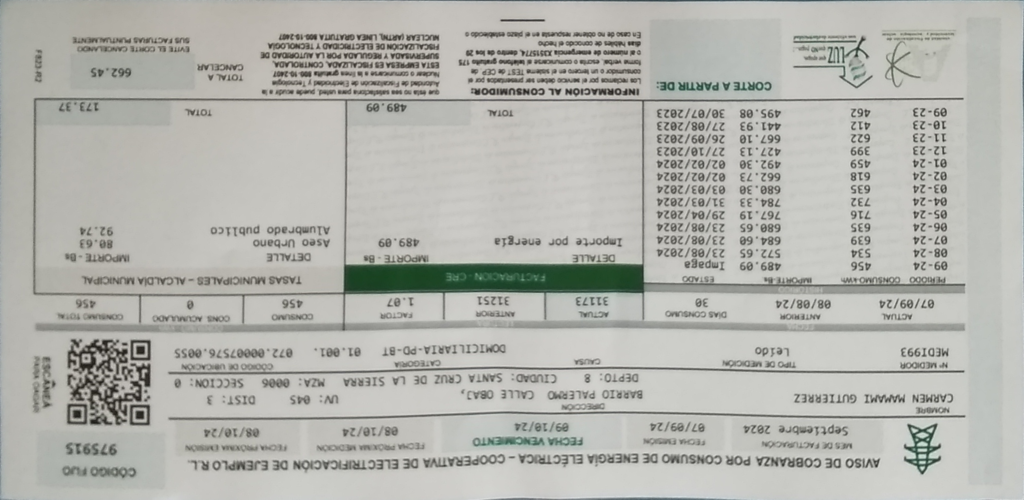 AVISO DE COBRANZA POR CONSUMO DE ENERGÍA ELÉCTRICA - COOPERATIVA DE ELECTRIFICACIÓN DE EJEMPLO R.L.
CÓDIGO FIJO
975915
MES DE FACTURACIÓN
Septiembre 2024
FECHA EMISIÓN
07/09/24
FECHA VENCIMIENTO
09/10/24
FECHA PRÓXIMA MEDICIÓN
08/10/24
FECHA PRÓXIMA EMISIÓN
08/10/24
NOMBRE
CARMEN MAMANI GUTIERREZ
DIRECCIÓN
BARRIO PALERMO CALLE OBAJ, UV: 045 DIST: 3
DEPTO: 8 CIUDAD: SANTA CRUZ DE LA SIERRA MZA: 0006 SECCION: 0
ESCANEÁ
PARA PAGAR
Nº MEDIDOR
MEDI993
TIPO DE MEDICIÓN
Leído
CAUSA
CATEGORÍA
DOMICILIARIA-PD-BT
CÓDIGO DE UBICACIÓN
01.001. 072.00007576.0055
FECHA
LECTURA
ACTUAL
07/09/24
ANTERIOR
08/08/24
DIAS CONSUMO
30
ACTUAL
31173
ANTERIOR
31251
FACTOR
1.07
CONSUMO
456
CONS ACUMULADO
0
CONSUMO TOTAL
456
HISTORICO
PERIODO CONSUMO-kWh IMPORTE-Bs ESTADO
09-24 456 489.09 Impaga
08-24 534 572.65 23/08/2024
07-24 639 684.60 23/08/2024
06-24 635 680.65 23/08/2024
05-24 716 767.19 29/04/2024
04-24 732 784.33 31/03/2024
03-24 635 680.30 03/03/2024
02-24 618 662.73 02/02/2024
01-24 459 492.30 02/02/2024
12-23 399 427.13 27/10/2023
11-23 622 667.10 26/09/2023
10-23 412 441.93 27/08/2023
09-23 462 495.08 30/07/2023
FACTURACIÓN - CRE
DETALLE IMPORTE - Bs
Importe por energía 489.09
TOTAL 489.09
TASAS MUNICIPALES – ALCALDIA MUNICIPAL
DETALLE IMPORTE - Bs
Aseo Urbano 80.63
Alumbrado publico 92.74
TOTAL 173.37
LUZ
CORTE A PARTIR DE:
INFORMACIÓN AL CONSUMIDOR:
Los reclamos por el servicio deben ser presentados por el
consumidor o un tercero en el sistema TEST de CEP de
forma verbal, escrita o comunicarse al teléfono gratuito 175
o al número de emergencia dentro de los 20
días hábiles de conocido el hecho
En caso de no obtener respuesta en el plazo establecido o
que esta no sea satisfactoria para usted, puede acudir a la
Autoridad de Fiscalización de Electricidad y Tecnología
Nuclear o comunicarse a la línea gratuita 800-10-2407
ESTA EMPRESA ES FISCALIZADA, CONTROLADA,
SUPERVISADA Y REGULADA POR LA AUTORIDAD DE
FISCALIZACIÓN DE ELECTRICIDAD Y TECNOLOGÍA
NUCLEAR (AETN), LÍNEA GRATUITA 800-10-2407
TOTAL A
CANCELAR
662.45
EVITE EL CORTE CANCELANDO
SUS FACTURAS PUNTUALMENTE